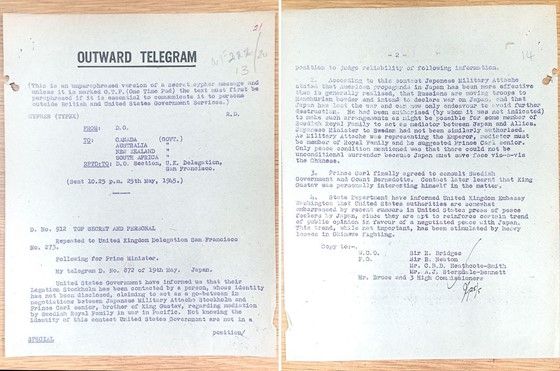 21
OUTWARD TELEGRAM
(This is an unparaphrased version of a secret cypher message and
unless it is marked O.T.P. (One Time Pad) the text must first be
paraphrased if it is essential to communicate it to persons
outside British and United States Government Services.)
CYPHER (TYPEX) R.D.
FROM: D.O.
TO: CANADA (GOVT.)
AUSTRALIA "
NEW ZEALAND "
SOUTH AFRICA "
RPTD:TO: D.O. Section, U.K. Delegation,
San Francisco.
(Sent 10.25 p.m. 25th May, 1945.)
D. No. 912 TOP SECRET AND PERSONAL
Repeated to United Kingdom Delegation San Francisco
No. 273.
Following for Prime Minister.
My telegram D. No. 872 of 19th May. Japan.
United States Government have informed us that their
Legation Stockholm has been contacted by a person, whose identity
has not been disclosed, claiming to act as a go-between in
negotiations between Japanese Military Attache Stockholm and
Prince Carl senior, brother of King Gustav, regarding mediation
by Swedish Royal Family in war in Pacific. Not knowing the
identity of this contact United States Government are not in a
position/
SPECIAL
- 2 -
14
position to judge reliability of following information.
2. According to this contact Japanese Military Attache
stated that American propaganda in Japan has been more effective
than is generally realised, that Russians are moving troops to
Manchurian border and intend to declare war on Japan, and that
Japan has lost the war and can now only endeavour to avoid further
destruction. He had been authorised (by whom it was not indicated)
to make such arrangements as might be possible for some member of
Swedish Royal Family to act as mediator between Japan and Allies.
Japanese Minister to Sweden had not been similarly authorised.
As Military Attache was representing the Emperor, mediator must
be member of Royal Family and he suggested Prince Carl Senior.
Only peace condition mentioned was that there could not be
unconditional surrender because Japan must save face vis-a-vis
the Chinese.
3. Prince Carl finally agreed to consult Swedish
Government and Count Bernadotte. Contact later learnt that King
Gustav was personally interesting himself in the matter.
4. State Department have informed United Kingdom Embassy
Washington that United States authorities are somewhat
embarrassed by recent rumours in United States press of peace
feelers by Japan, since they are apt to reinforce certain trend
of public opinion in favour of a negotiated peace with Japan.
This trend, while not important, has been stimulated by heavy
losses in Okinawa fighting.
Copy to:-
W.C.O. Sir E. Bridges
F.O. Sir B. Newton
Mr. C.B.D. Heathcote-Smith
Mr. A.J. Sterndale-Bennett
Mr. Bruce and 3 High Commissioners